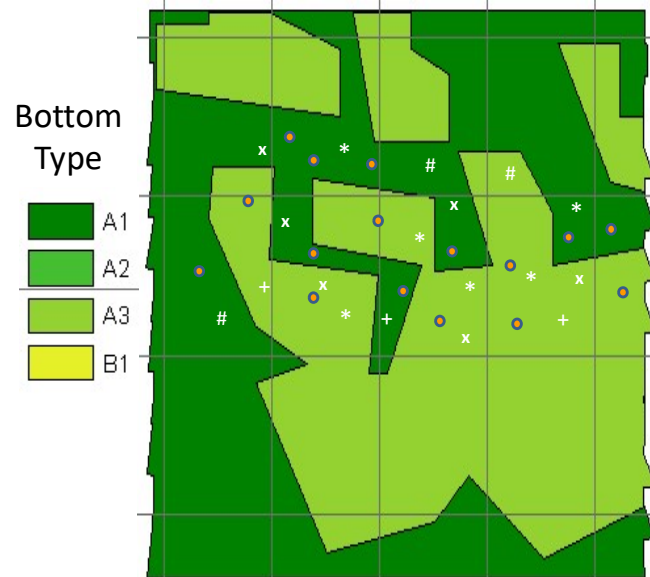 Bottom
Type
A1
A2
A3
B1
x *
#
#
x
x
*
*
+ x
*
*
*
x
#
*
+
+
x